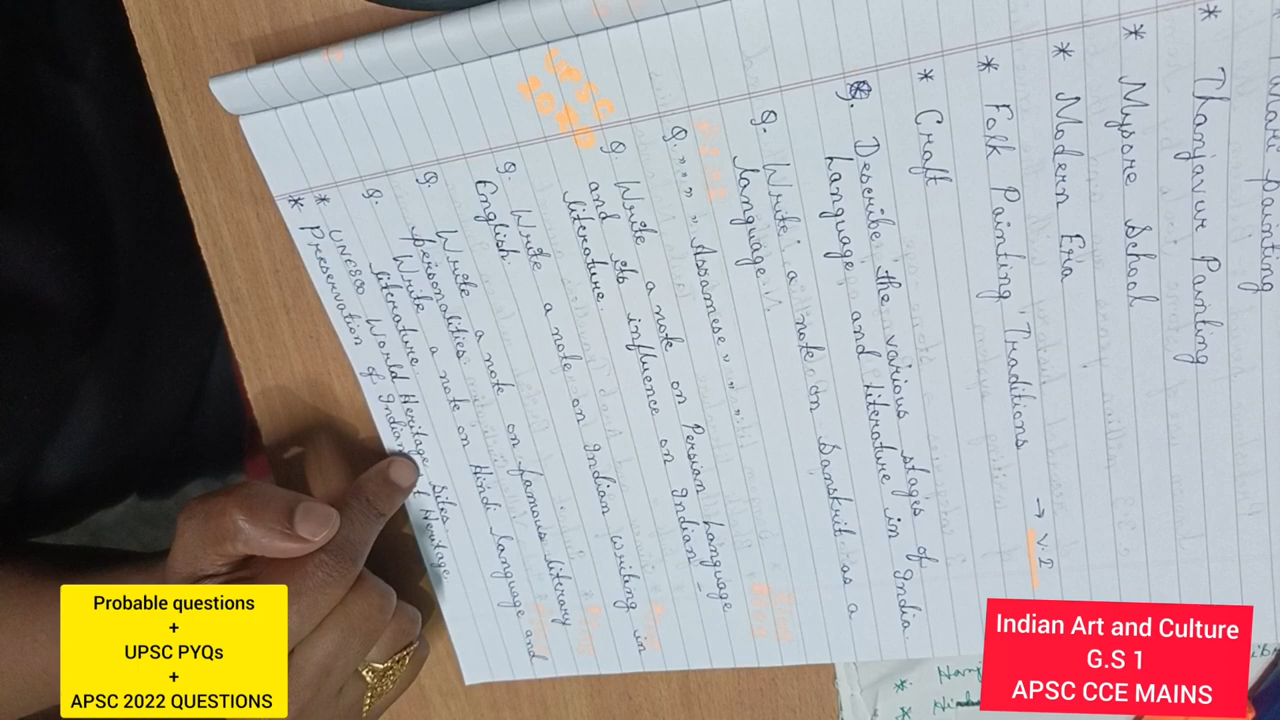 painting
* Thanjavur Painting
* Mysore School
* Modern Era
* Folk Painting Traditions → V.I
* Craft
Q. Describe the various stages of
Language and Literature in India.
Q. Write a note on Sanskrit as a
language.
Q. " " " Assamese " " "
UPSC
2020
Q. Write a note on Persian Language
and its influence on Indian
literature.
Q. Write a note on Indian writing in
English.
Q. Write a note on famous literary
personalities.
Q. Write a note on Hindi language and
literature.
* UNESCO World Heritage Sites
* Preservation of Indian Heritage
Probable questions
+
UPSC PYQs
+
APSC 2022 QUESTIONS
Indian Art and Culture
G.S 1
APSC CCE MAINS